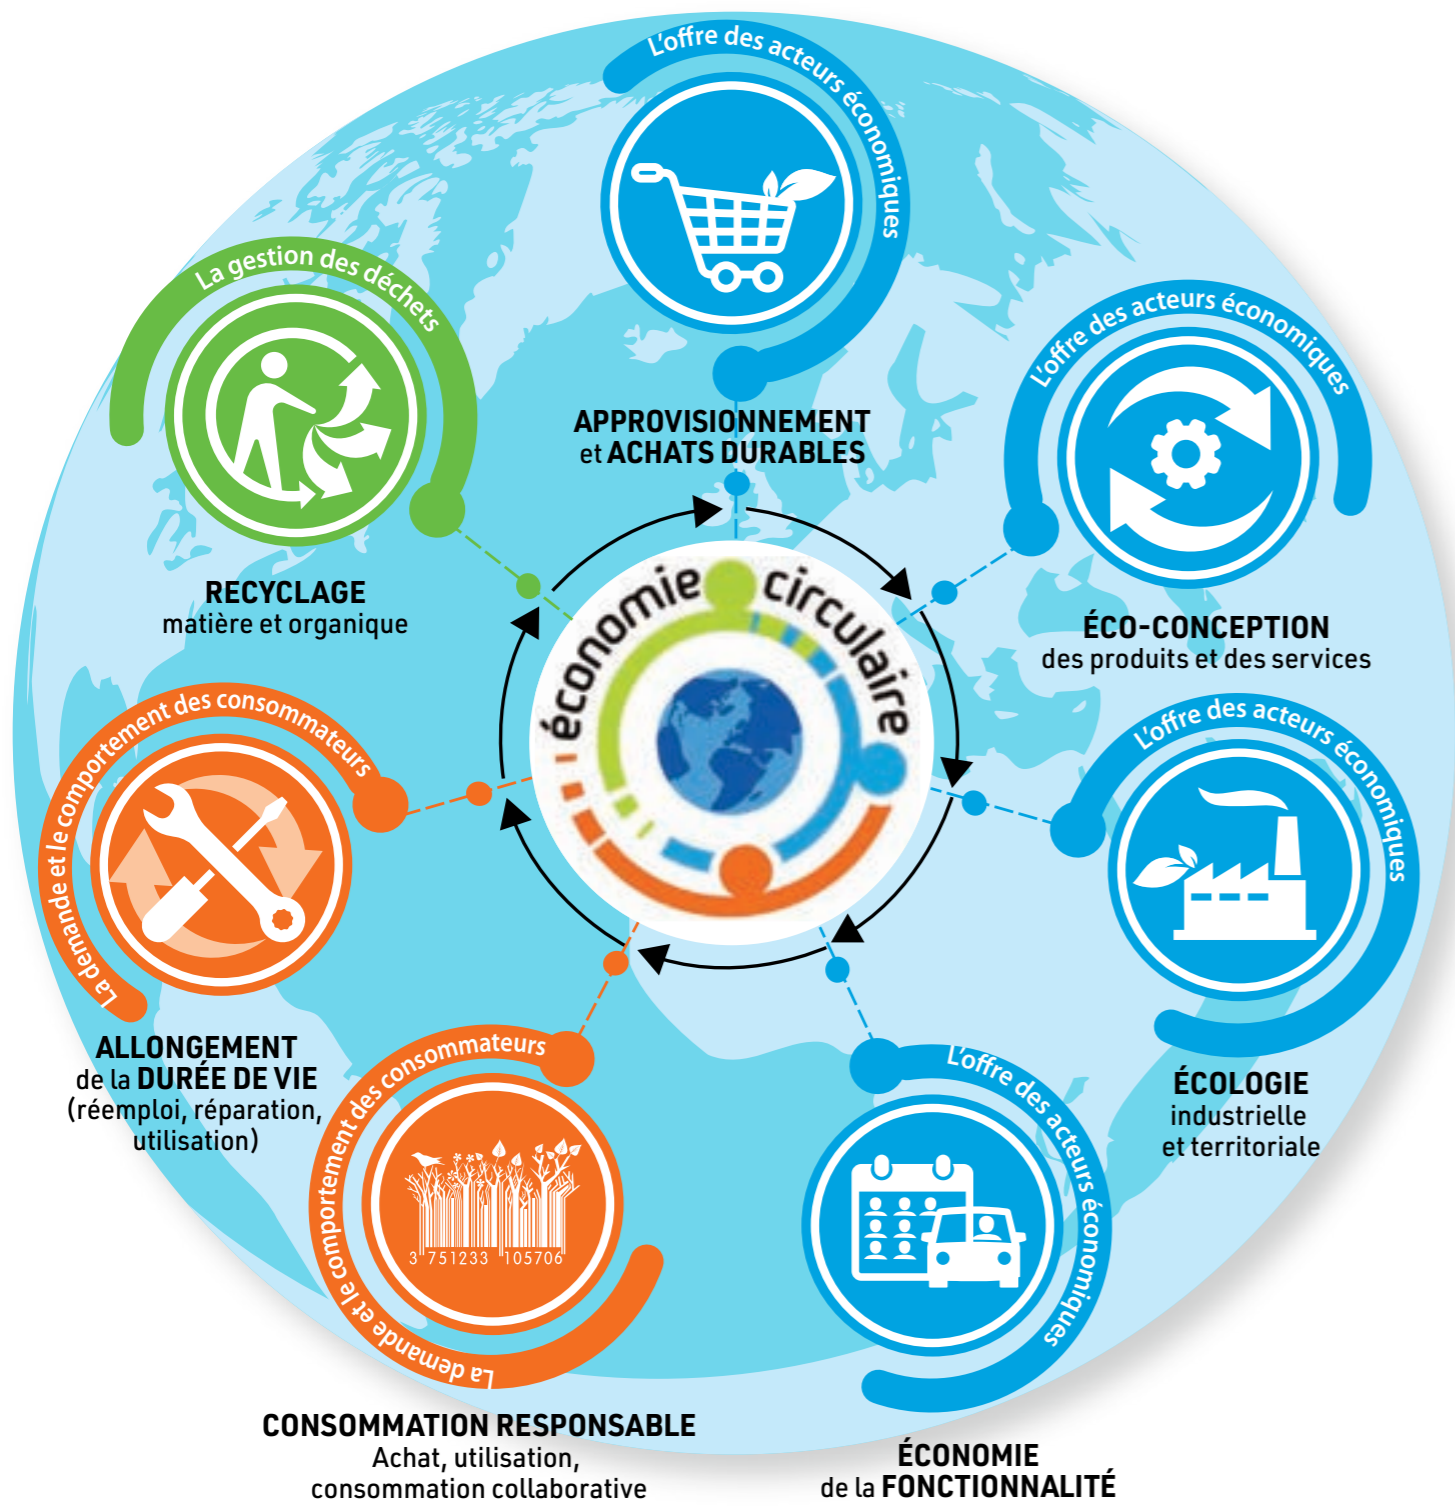 L'offre des acteurs économiques
APPROVISIONNEMENT
et ACHATS DURABLES
L'offre des acteurs économiques
ÉCO-CONCEPTION
des produits et des services
L'offre des acteurs économiques
ÉCOLOGIE
industrielle
et territoriale
L'offre des acteurs économiques
ÉCONOMIE
de la FONCTIONNALITÉ
La demande et le comportement des consommateurs
3 751233 105706
CONSOMMATION RESPONSABLE
Achat, utilisation,
consommation collaborative
La demande et le comportement des consommateurs
ALLONGEMENT
de la DURÉE DE VIE
(réemploi, réparation,
utilisation)
La gestion des déchets
RECYCLAGE
matière et organique
économie circulaire